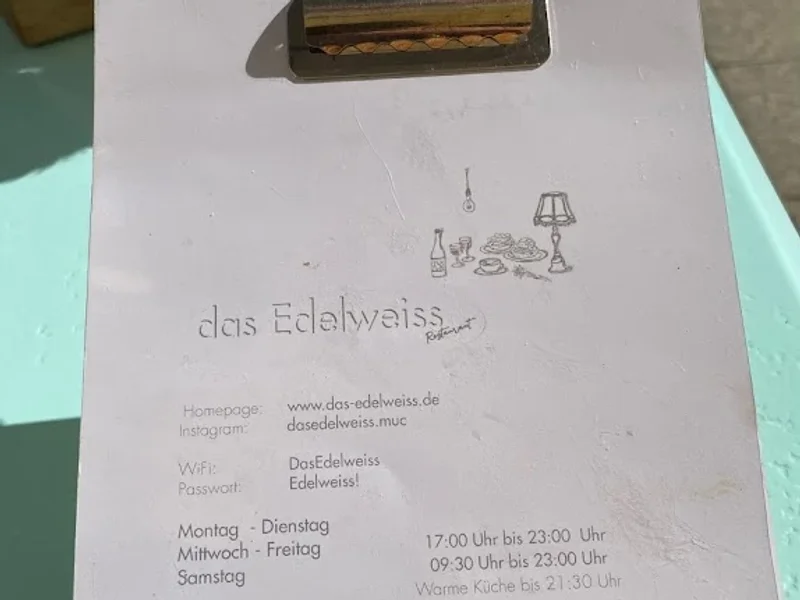 das Edelweiss
Restaurant
Homepage: www.das-edelweiss.de
Instagram: dasedelweiss.muc
WiFi: DasEdelweiss
Passwort: Edelweiss!
Montag - Dienstag 17:00 Uhr bis 23:00 Uhr
Mittwoch - Freitag 09:30 Uhr bis 23:00 Uhr
Samstag Warme Küche bis 21:30 Uhr